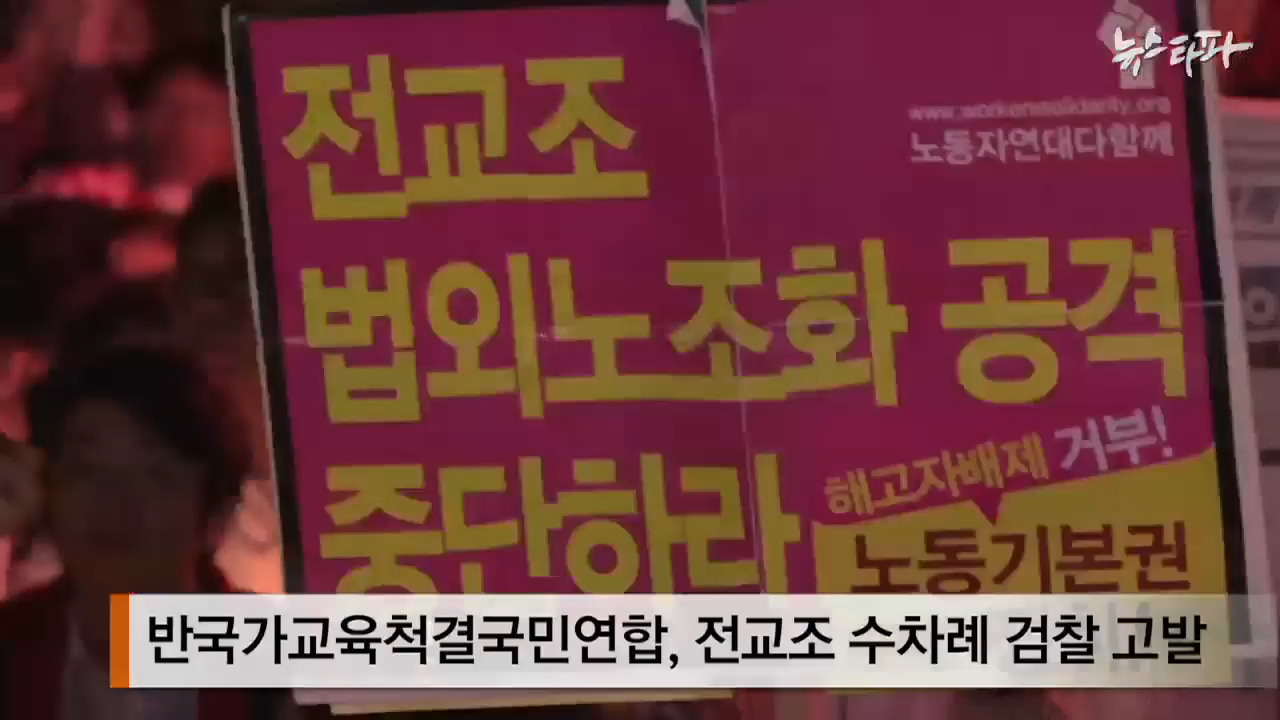 뉴스타파
www.workerssolidarity.org
노동자연대다함께
전교조
법외노조화 공격
중단하라
해고자배제 거부!
노동기본권
반국가교육척결국민연합, 전교조 수차례 검찰 고발